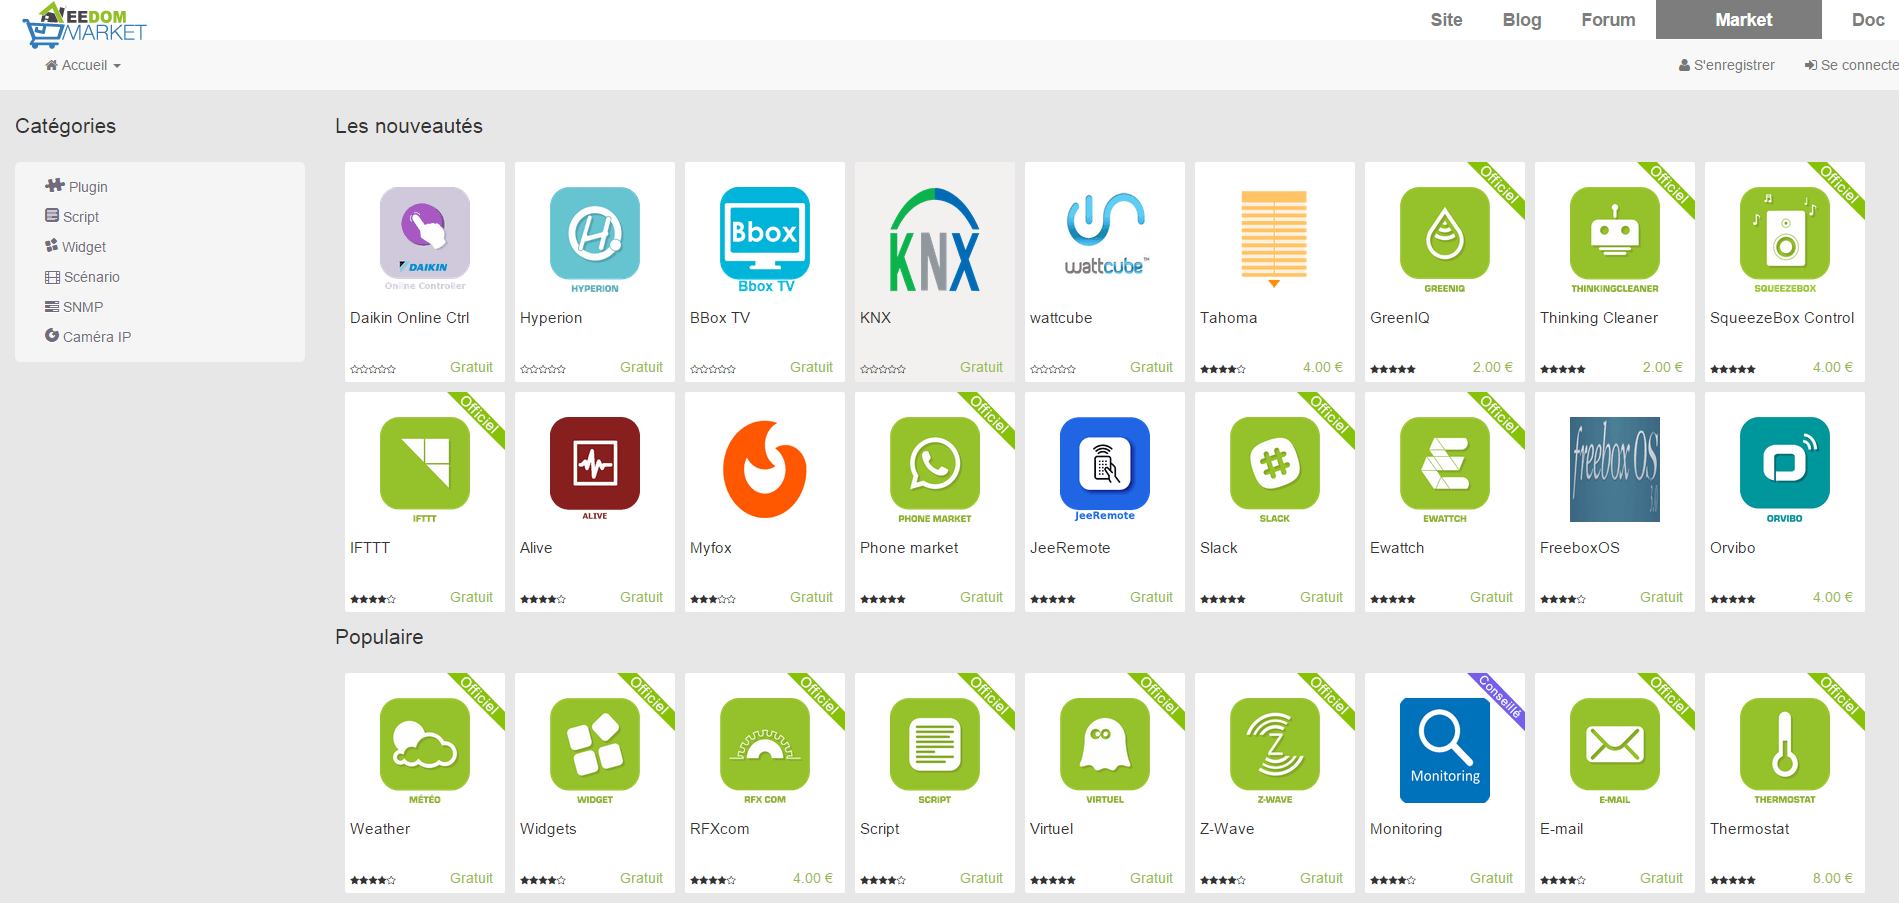 EEDOM
MARKET
Site Blog Forum Market Doc
Accueil
S'enregistrer Se connecte
Catégories
Plugin
Script
Widget
Scénario
SNMP
Caméra IP
Les nouveautés
DAIKIN
Online Controller
Daikin Online Ctrl
Gratuit
HYPERION
Hyperion
Gratuit
Bbox
Bbox TV
BBox TV
Gratuit
KNX
KNX
Gratuit
wattcube™
wattcube
Gratuit
Tahoma
4.00 €
Officiel
GREENIQ
GreenIQ
2.00 €
Officiel
THINKINGCLEANER
Thinking Cleaner
2.00 €
Officiel
SQUEEZEBOX
SqueezeBox Control
4.00 €
Officiel
IFTTT
IFTTT
Gratuit
ALIVE
Alive
Gratuit
Myfox
Gratuit
Officiel
PHONE MARKET
Phone market
Gratuit
JeeRemote
JeeRemote
Gratuit
Officiel
SLACK
Slack
Gratuit
Officiel
EWATTCH
Ewattch
Gratuit
freebox OS
3.0
FreeboxOS
Gratuit
ORVIBO
Orvibo
4.00 €
Populaire
Officiel
MÉTÉO
Weather
Gratuit
Officiel
WIDGET
Widgets
Gratuit
Officiel
RFX COM
RFXcom
4.00 €
Officiel
SCRIPT
Script
Gratuit
Officiel
VIRTUEL
Virtuel
Gratuit
Officiel
Z
Z-WAVE
Z-Wave
Gratuit
Conseillé
Monitoring
Monitoring
Gratuit
Officiel
E-MAIL
E-mail
Gratuit
Officiel
THERMOSTAT
Thermostat
8.00 €